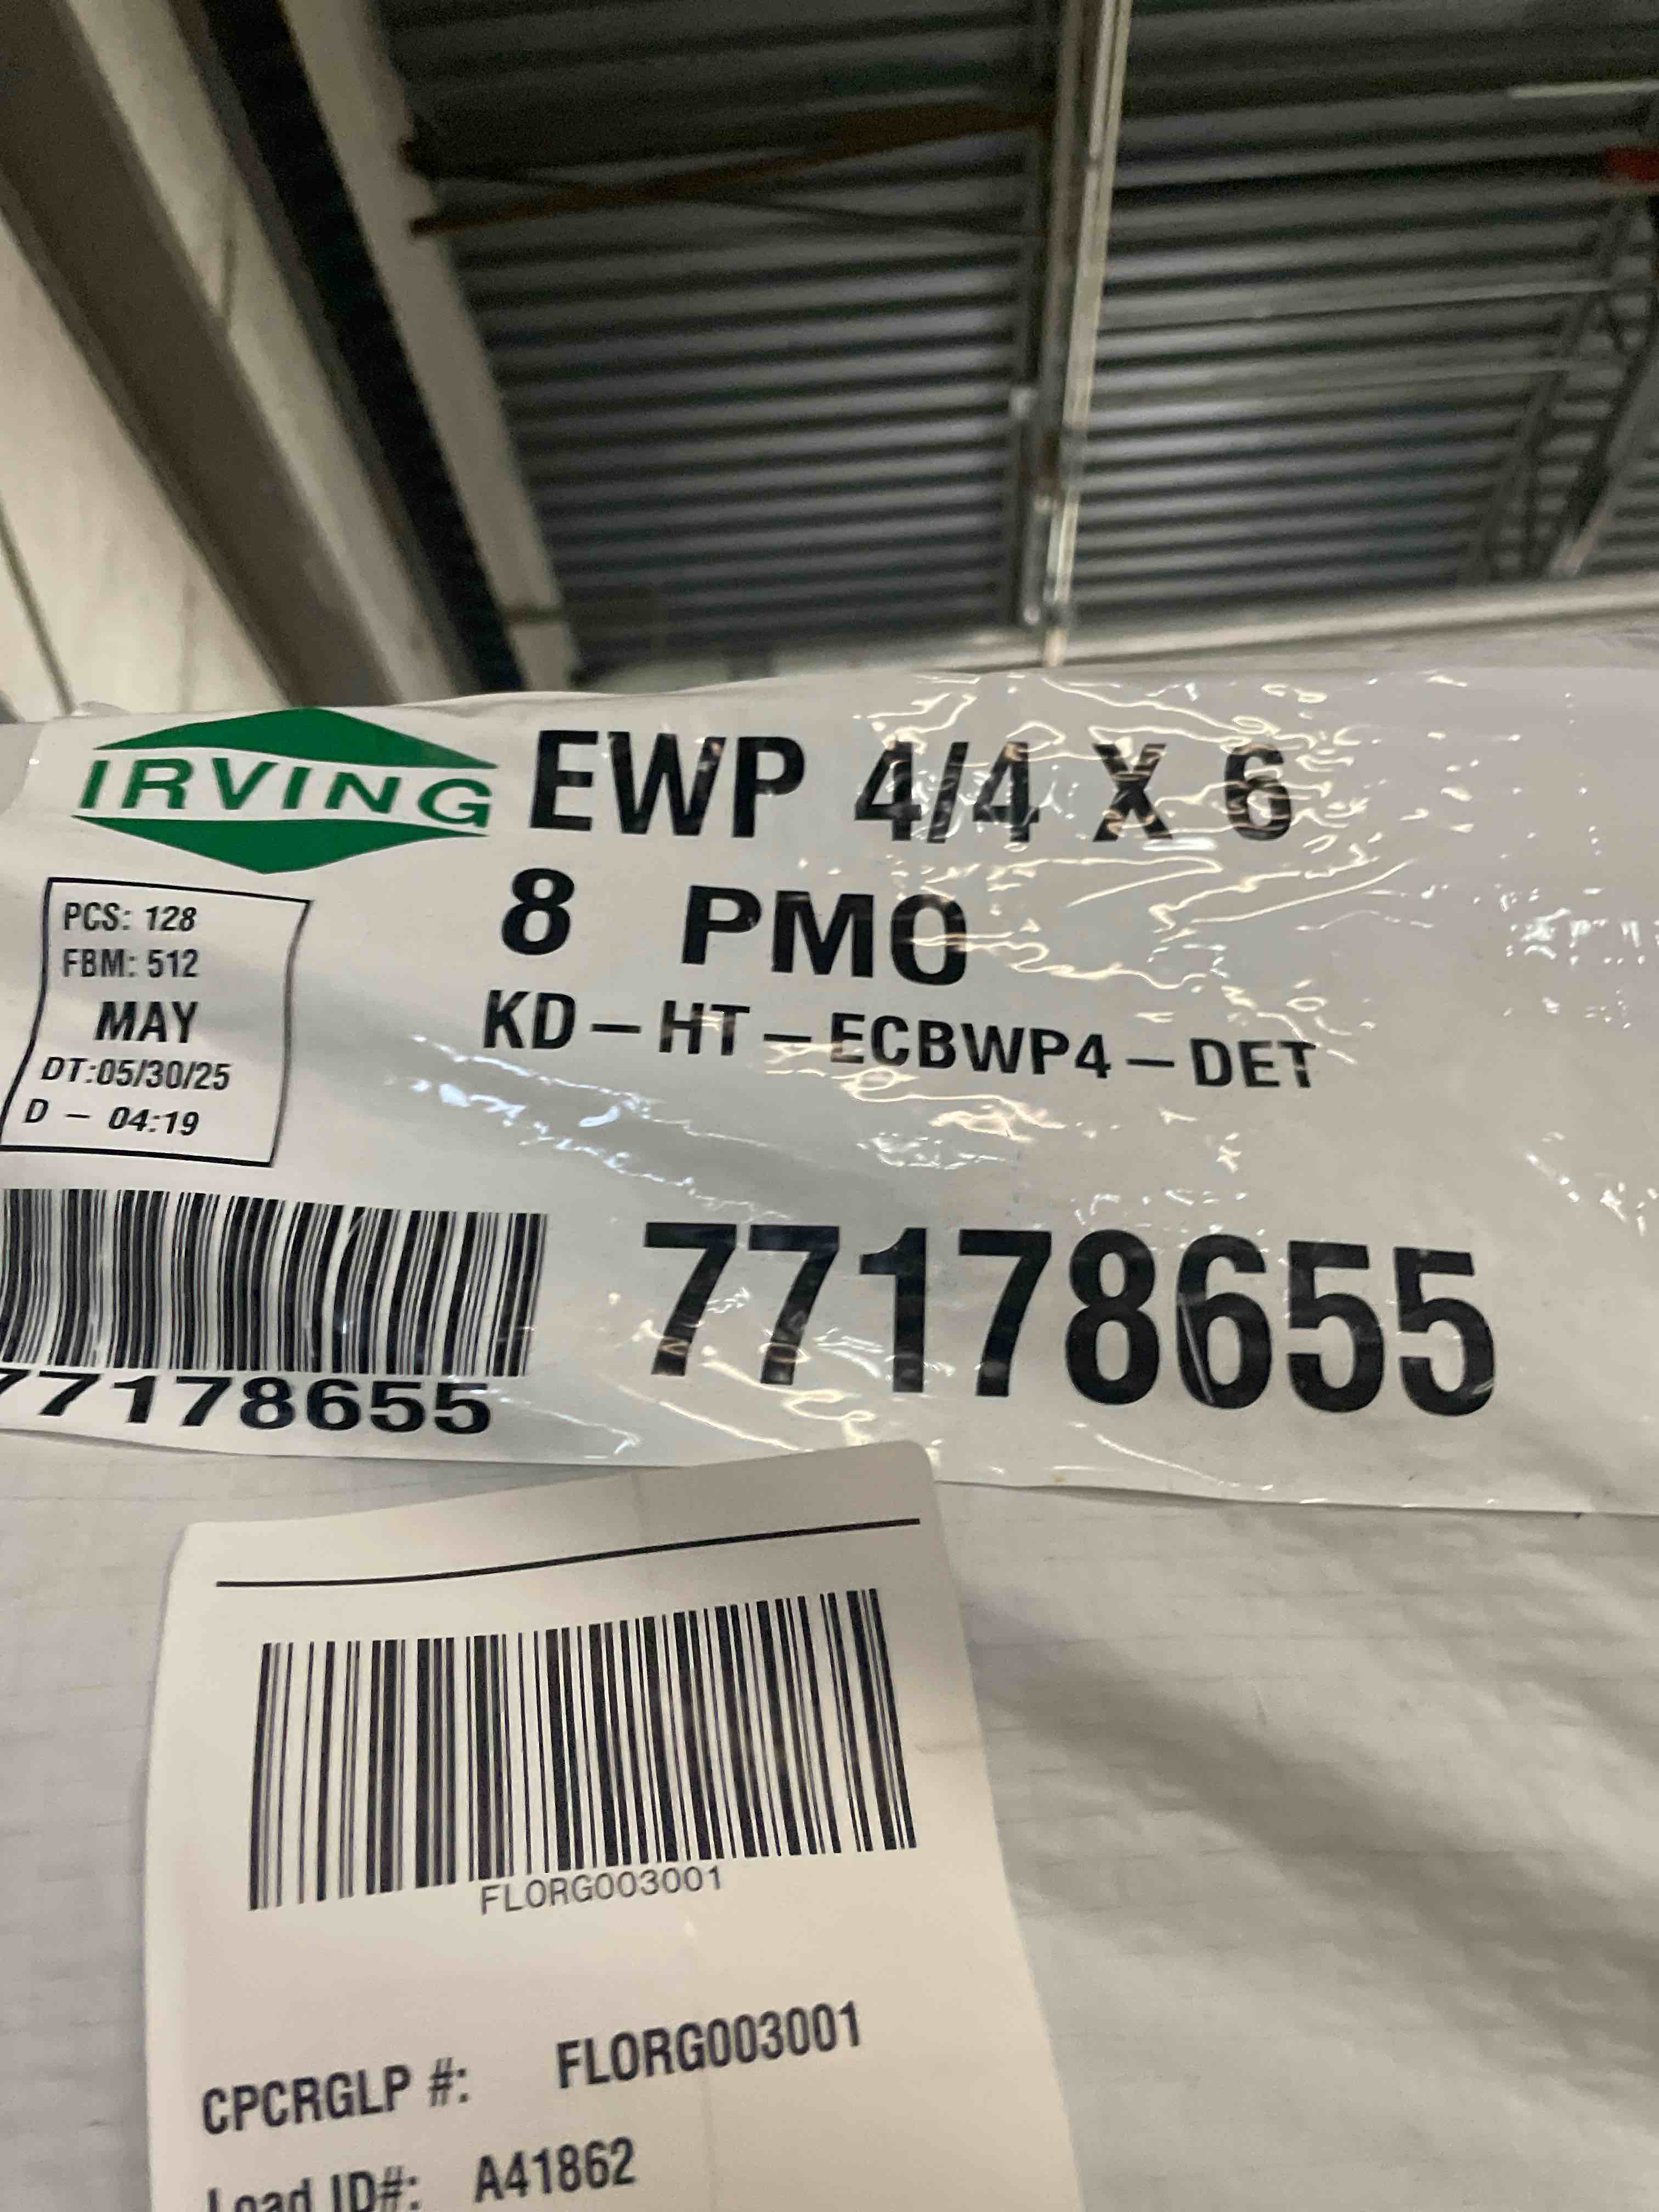 IRVING
EWP 4/4 X 6
8 PMO
KD-HT-ECBWP4-DET
PCS: 128
FBM: 512
MAY
DT:05/30/25
D - 04:19
77178655
77178655
FLORG003001
CPCRGLP #: FLORG003001
Load ID#: A41862